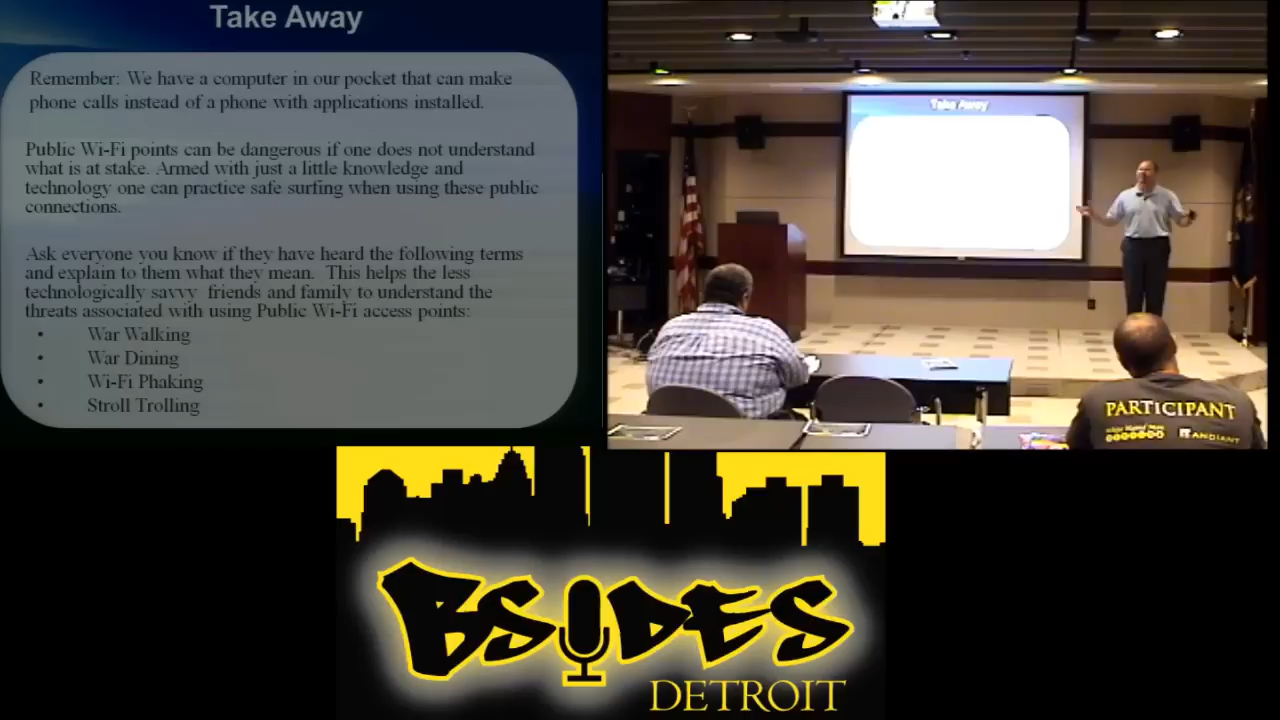 Take Away
Remember: We have a computer in our pocket that can make
phone calls instead of a phone with applications installed.
Public Wi-Fi points can be dangerous if one does not understand
what is at stake. Armed with just a little knowledge and
technology one can practice safe surfing when using these public
connections.
Ask everyone you know if they have heard the following terms
and explain to them what they mean. This helps the less
technologically savvy friends and family to understand the
threats associated with using Public Wi-Fi access points:
• War Walking
• War Dining
• Wi-Fi Phaking
• Stroll Trolling
Take Away
PARTICIPANT
BSIDES
DETROIT